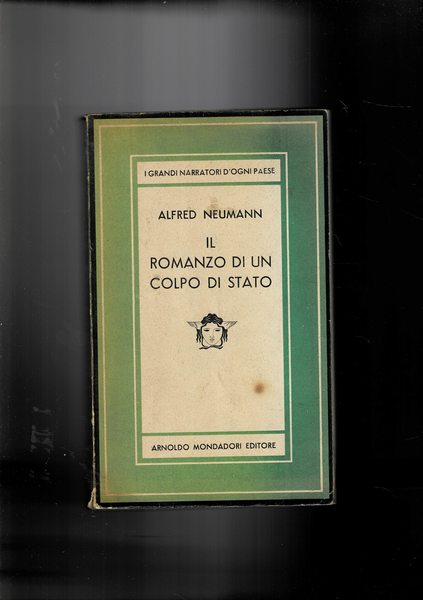 I GRANDI NARRATORI D'OGNI PAESE
ALFRED NEUMANN
IL
ROMANZO DI UN
COLPO DI STATO
ARNOLDO MONDADORI EDITORE